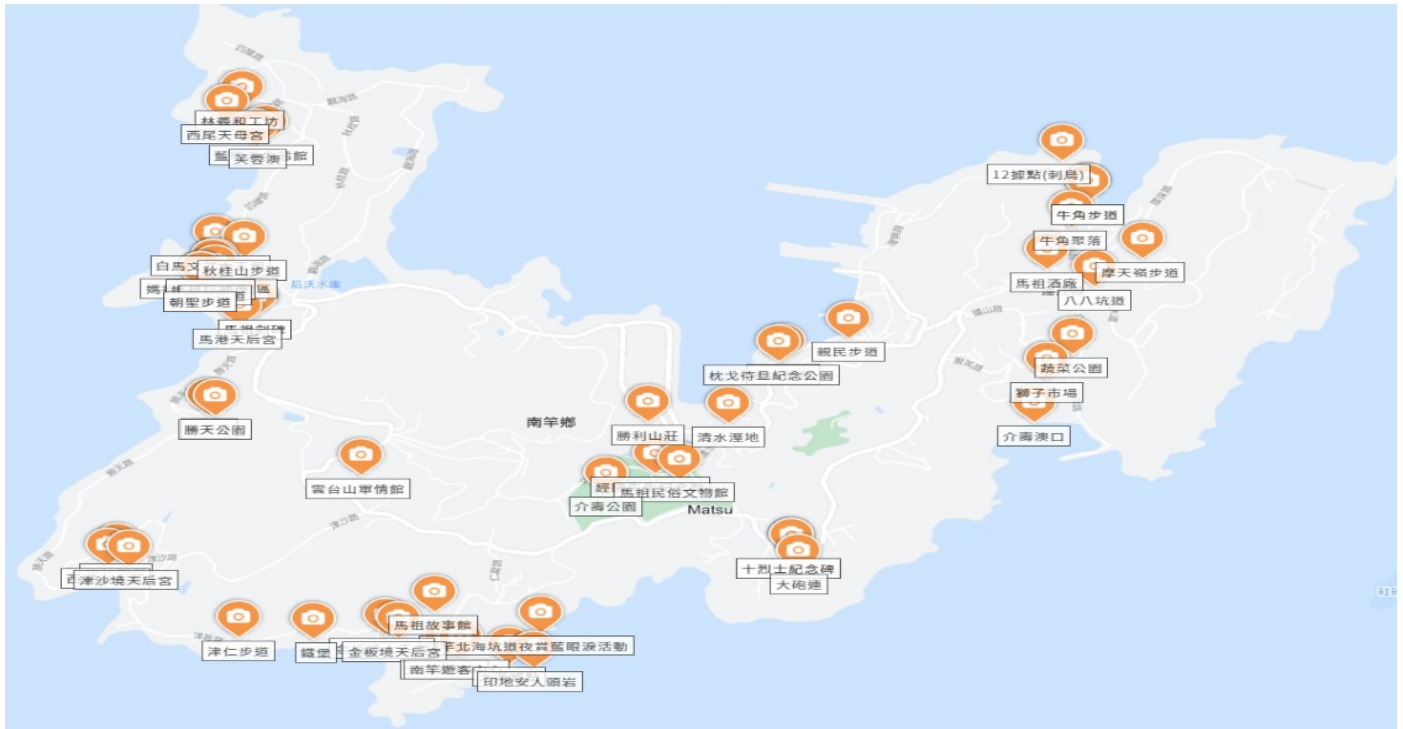 林義和工坊
西尾天母宮
芙蓉澳
觀海路
12據點(刺鳥)
牛角步道
牛角聚落
摩天嶺步道
馬祖酒廠
八八坑道
秋桂山步道
朝聖步道
后沃水庫
馬港天后宮
親民步道
枕戈待旦紀念公園
蔬菜公園
獅子市場
介壽澳口
勝天公園
南竿鄉
勝利山莊
清水溼地
雲台山軍情館
馬祖民俗文物館
介壽公園
Matsu
津沙路
津沙境天后宮
十烈士紀念碑
大砲連
馬祖故事館
津仁步道
鐵堡
金板境天后宮
北海坑道夜賞藍眼淚活動
南竿遊客中心
印地安人頭岩